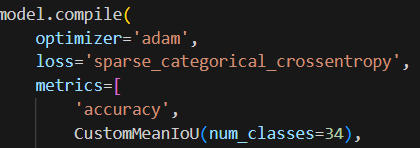 model.compile(
    optimizer='adam',
    loss='sparse_categorical_crossentropy',
    metrics=[
        'accuracy',
        CustomMeanIoU(num_classes=34),